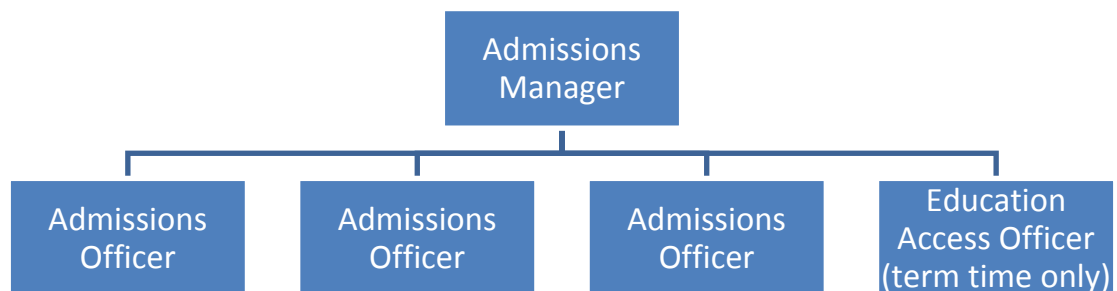 Admissions
Manager
Admissions
Officer
Admissions
Officer
Admissions
Officer
Education
Access Officer
(term time only)